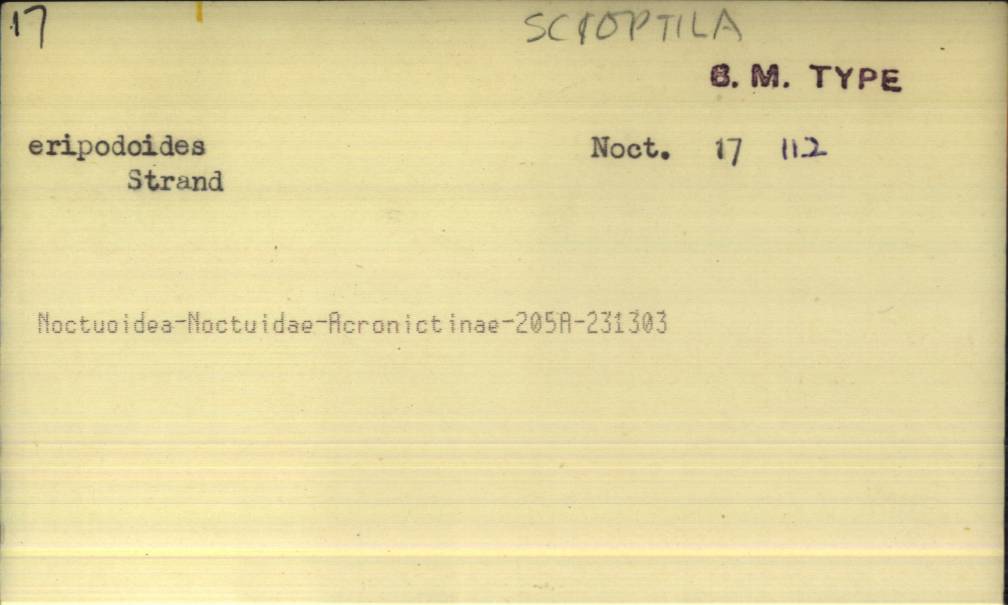 17
SCIOPTILA
B. M. TYPE
eripodoides Noct. 17 112
Strand
Noctuoidea-Noctuidae-Acronictinae-205A-231303